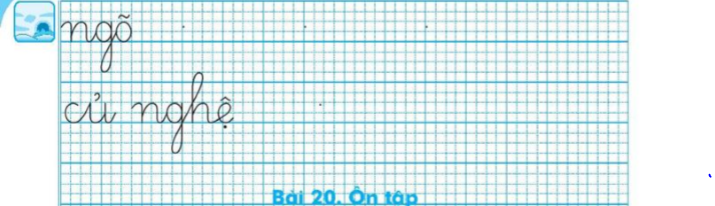 ngõ
củ nghệ
Bài 20. Ôn tập